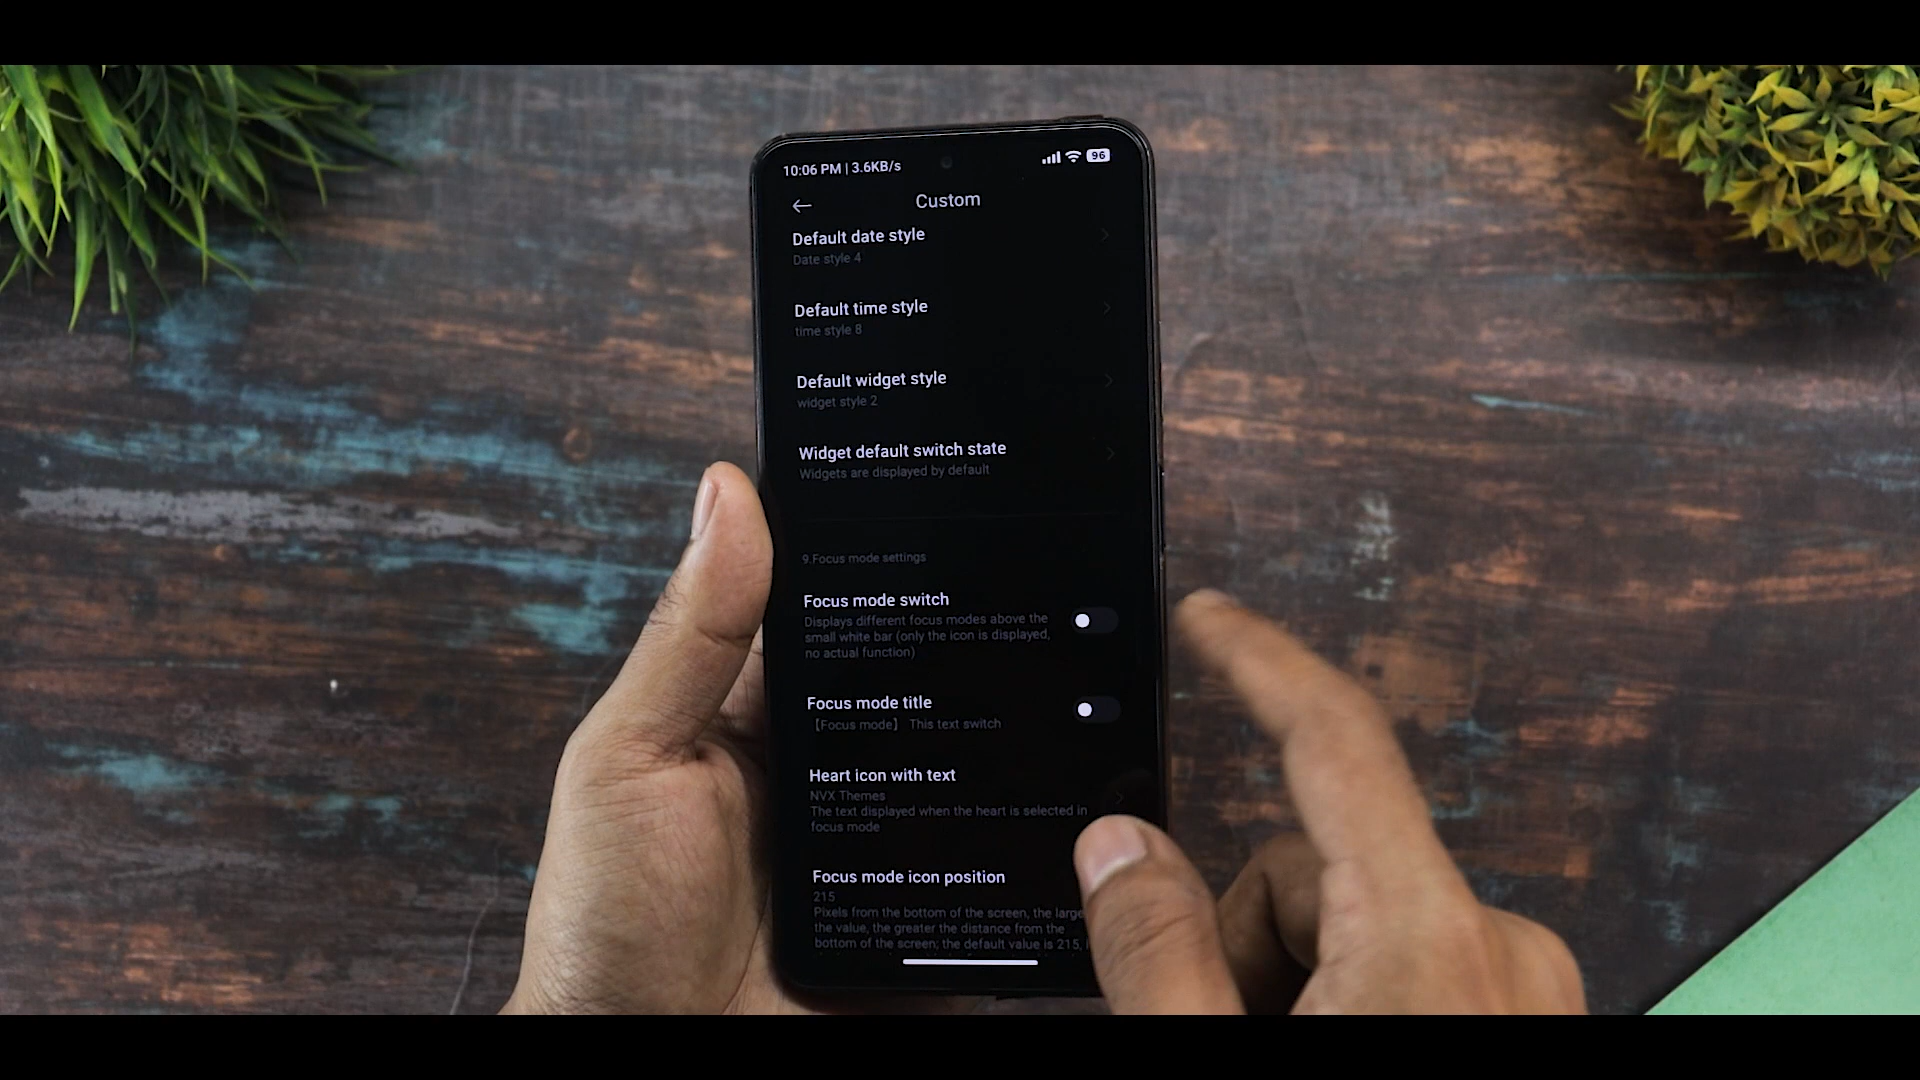 10:06 PM | 3.6KB/s
96
Custom
Default date style
Date style 4
Default time style
time style 8
Default widget style
widget style 2
Widget default switch state
Widgets are displayed by default
9.Focus mode settings
Focus mode switch
Displays different focus modes above the
small white bar (only the icon is displayed,
no actual function)
Focus mode title
【Focus mode】 This text switch
Heart icon with text
NVX Themes
The text displayed when the heart is selected in
focus mode
Focus mode icon position
215
Pixels from the bottom of the screen, the large
the value, the greater the distance from the
bottom of the screen; the default value is 215,